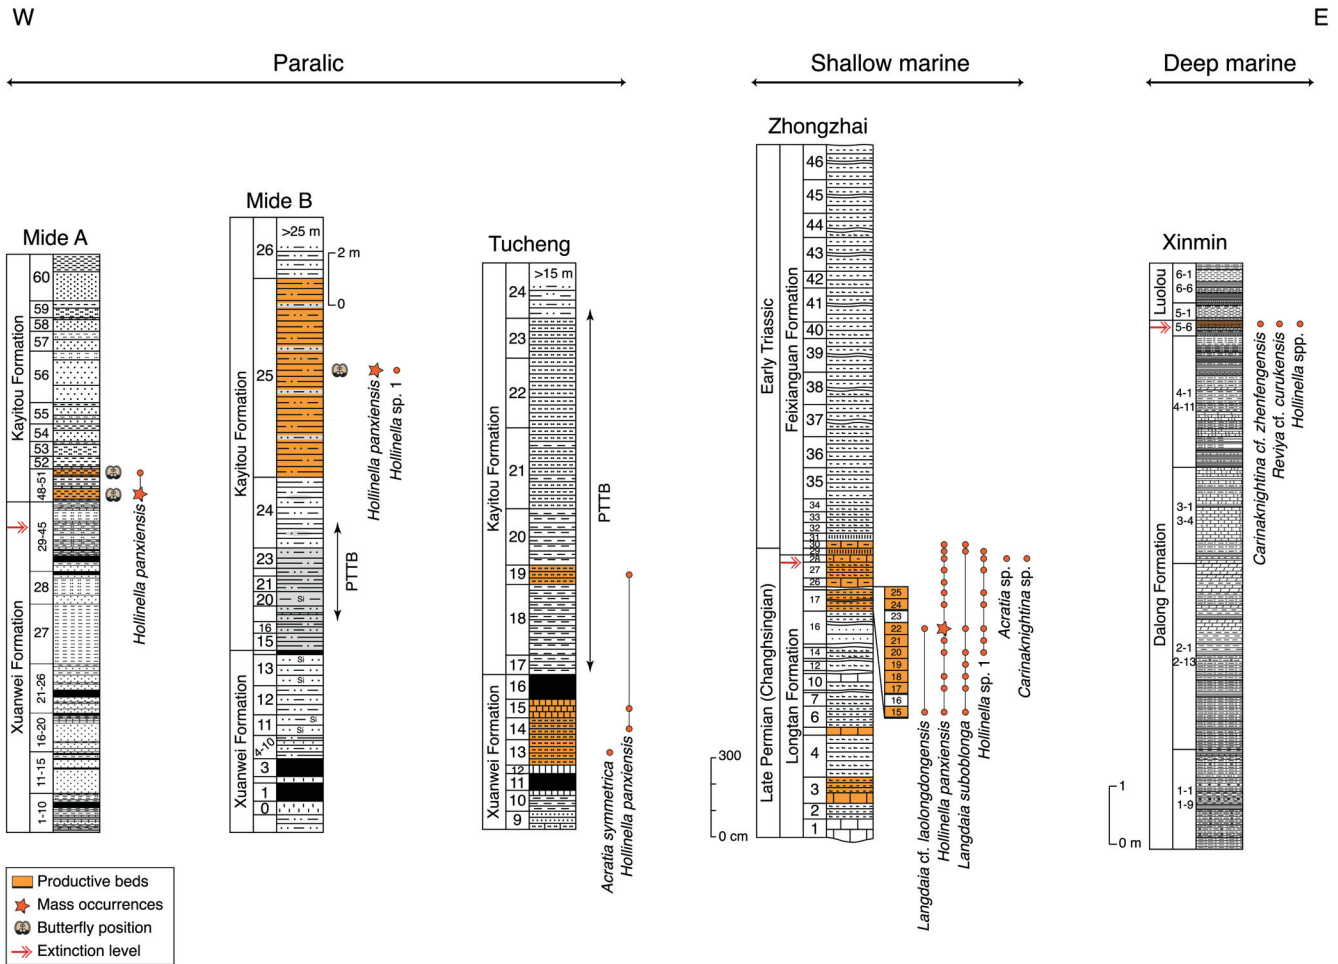 W
E
Paralic
Shallow marine
Deep marine
Mide A
Kayitou Formation
Xuanwei Formation
60
59
58
57
56
55
54
53
52
48-51
29-45
28
27
21-26
16-20
11-15
1-10
Hollinella panxiensis
Mide B
Kayitou Formation
Xuanwei Formation
>25 m
26
25
24
23
21
20
16
15
13
12
11
4-10
3
1
0
Si
Si
Si
Si
Si
2 m
0
PTTB
Hollinella panxiensis
Hollinella sp. 1
Tucheng
Kayitou Formation
Xuanwei Formation
>15 m
24
23
22
21
20
19
18
17
16
15
14
13
12
11
10
9
PTTB
Acratia symmetrica
Hollinella panxiensis
Zhongzhai
Early Triassic
Late Permian (Changhsingian)
Feixianguan Formation
Longtan Formation
46
45
44
43
42
41
40
39
38
37
36
35
34
33
32
31
30
29
28
27
26
17
16
14
12
10
7
6
4
3
2
1
25
24
23
22
21
20
19
18
17
16
15
300
0 cm
Langdaia cf. laolongdongensis
Hollinella panxiensis
Langdaia suboblonga
Hollinella sp. 1
Acratia sp.
Carinaknightina sp.
Xinmin
Luolou
Dalong Formation
6-1
6-6
5-1
5-6
4-1
4-11
3-1
3-4
2-1
2-13
1-1
1-9
1
0 m
Carinaknightina cf. zhenfengensis
Reviya cf. curukensis
Hollinella spp.
Productive beds
Mass occurrences
Butterfly position
Extinction level